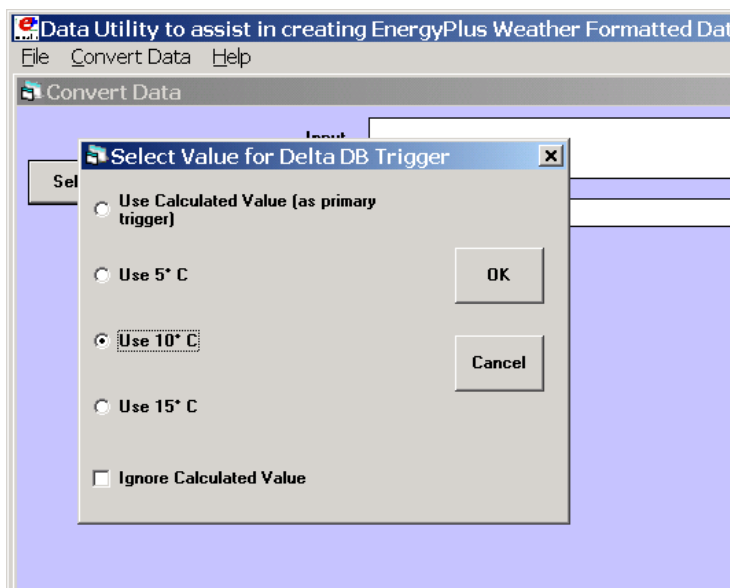 Data Utility to assist in creating EnergyPlus Weather Formatted Dat
File Convert Data Help
Convert Data
Input
Select Value for Delta DB Trigger
Sel
Use Calculated Value (as primary
trigger)
Use 5° C
OK
Use 10° C
Cancel
Use 15° C
Ignore Calculated Value